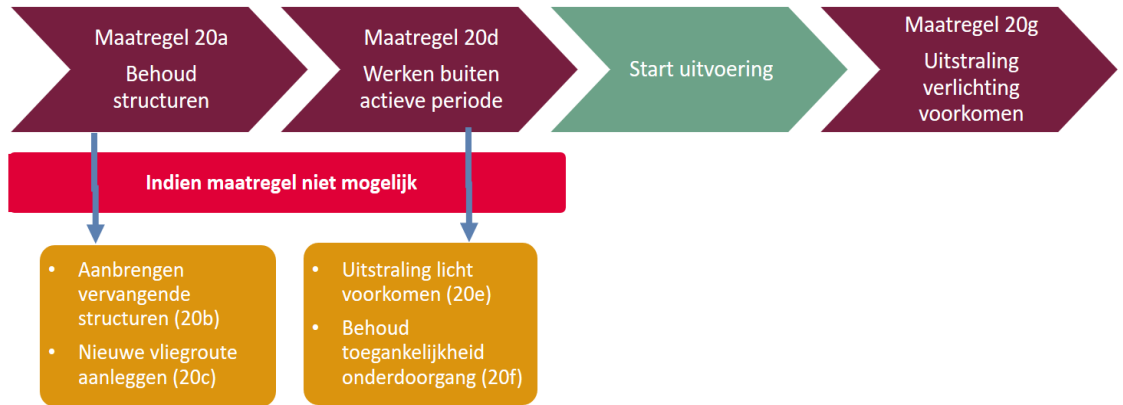 Maatregel 20a
Behoud
structuren
Maatregel 20d
Werken buiten
actieve periode
Start uitvoering
Maatregel 20g
Uitstraling
verlichting
voorkomen
Indien maatregel niet mogelijk
• Aanbrengen
vervangende
structuren (20b)
• Nieuwe vliegroute
aanleggen (20c)
• Uitstraling licht
voorkomen (20e)
• Behoud
toegankelijkheid
onderdoorgang (20f)